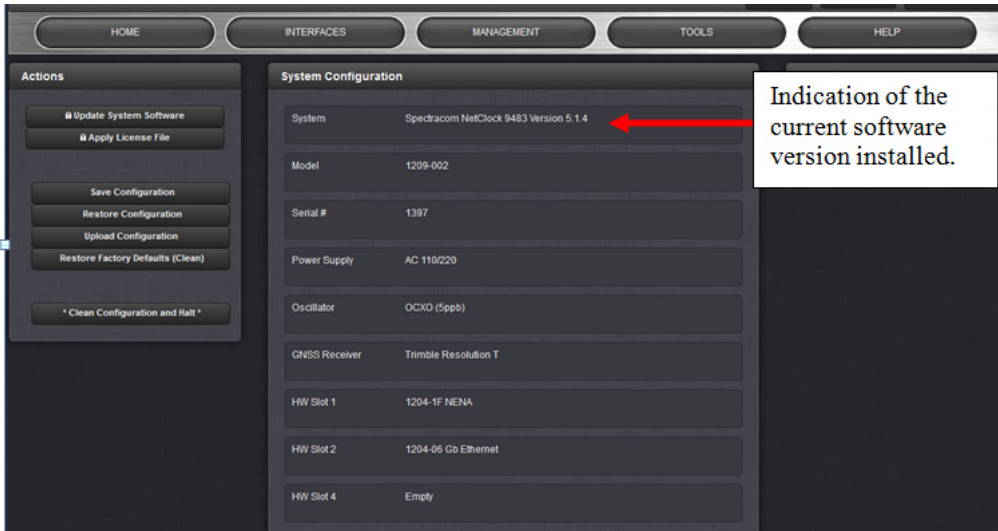 HOME INTERFACES MANAGEMENT TOOLS HELP
Actions
Update System Software
Apply License File
Save Configuration
Restore Configuration
Upload Configuration
Restore Factory Defaults (Clean)
* Clean Configuration and Halt *
System Configuration
System Spectracom NetClock 9483 Version 5.1.4
Model 1209-002
Serial # 1397
Power Supply AC 110/220
Oscillator OCXO (5ppb)
GNSS Receiver Trimble Resolution T
HW Slot 1 1204-1F NENA
HW Slot 2 1204-06 Gb Ethernet
HW Slot 4 Empty
Indication of the
current software
version installed.